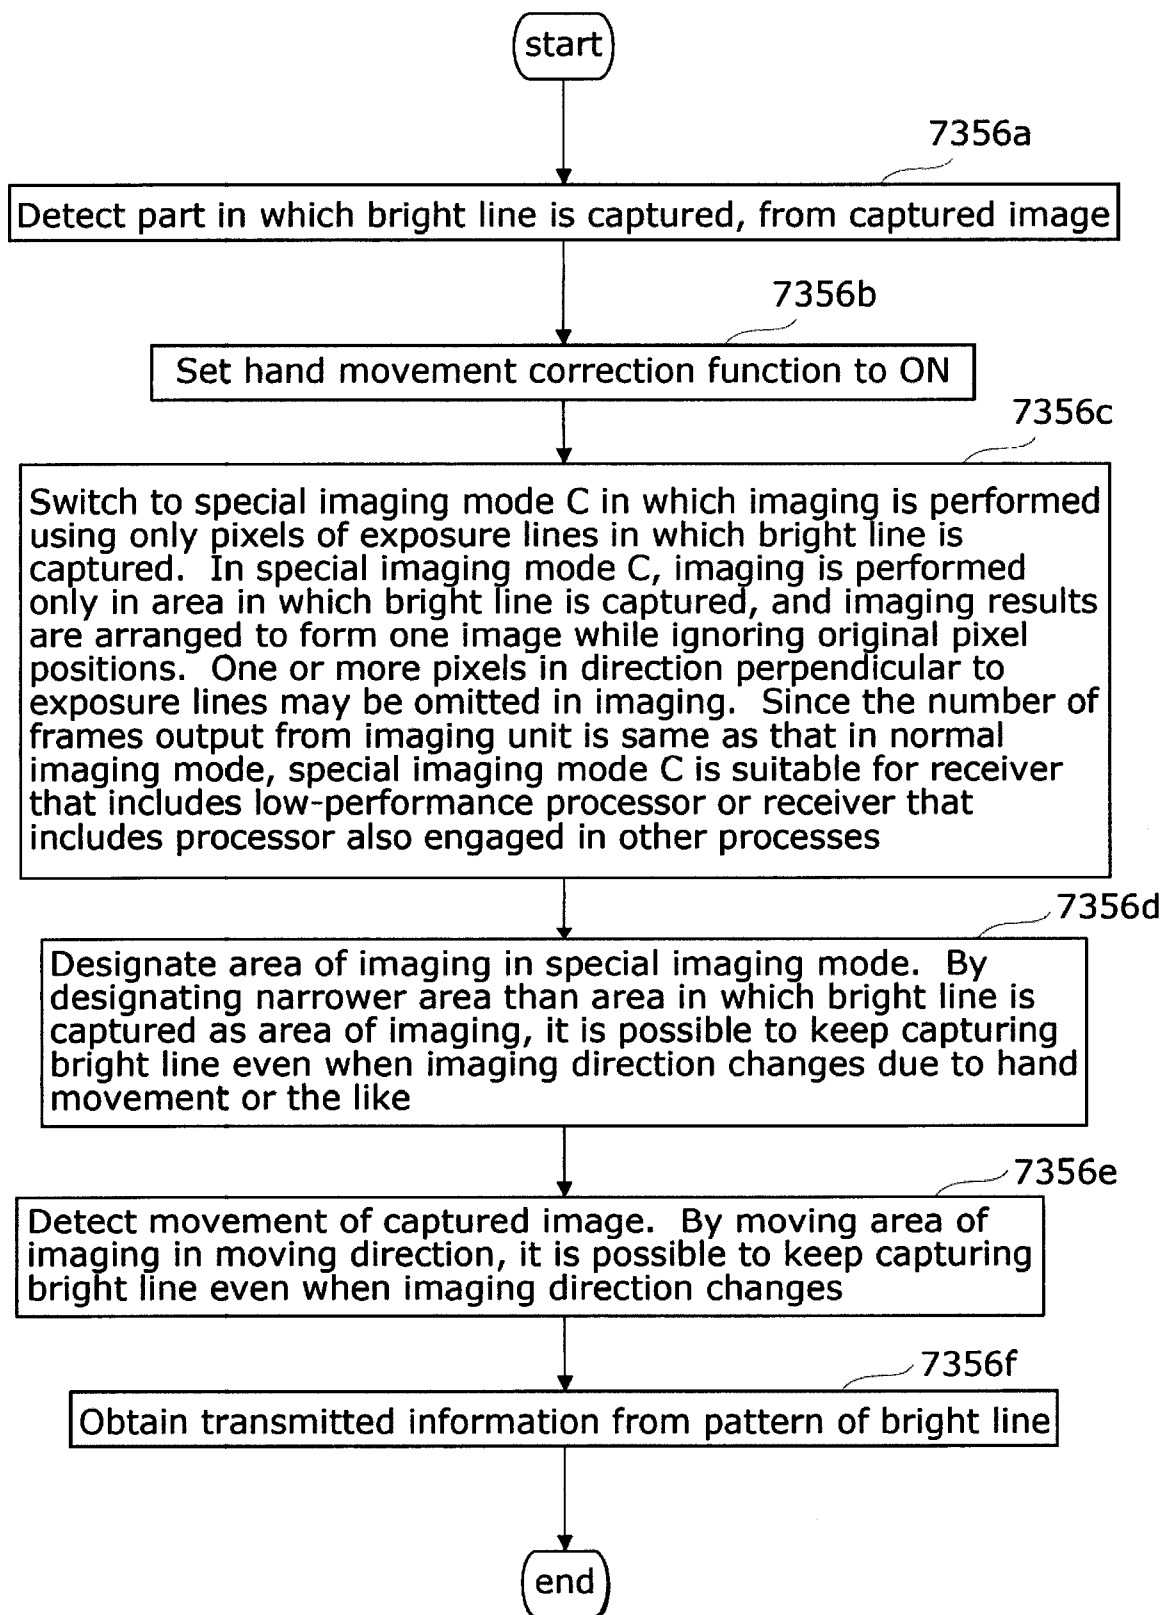 start
7356a
Detect part in which bright line is captured, from captured image
7356b
Set hand movement correction function to ON
7356c
Switch to special imaging mode C in which imaging is performed
using only pixels of exposure lines in which bright line is
captured.  In special imaging mode C, imaging is performed
only in area in which bright line is captured, and imaging results
are arranged to form one image while ignoring original pixel
positions.  One or more pixels in direction perpendicular to
exposure lines may be omitted in imaging.  Since the number of
frames output from imaging unit is same as that in normal
imaging mode, special imaging mode C is suitable for receiver
that includes low-performance processor or receiver that
includes processor also engaged in other processes
7356d
Designate area of imaging in special imaging mode.  By
designating narrower area than area in which bright line is
captured as area of imaging, it is possible to keep capturing
bright line even when imaging direction changes due to hand
movement or the like
7356e
Detect movement of captured image.  By moving area of
imaging in moving direction, it is possible to keep capturing
bright line even when imaging direction changes
7356f
Obtain transmitted information from pattern of bright line
end